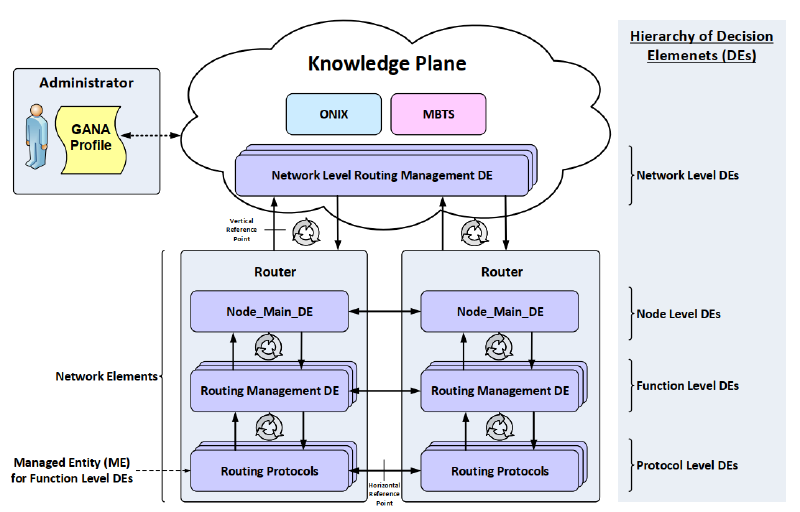 Hierarchy of Decision
Elemenets (DEs)
Knowledge Plane
Administrator
GANA
Profile
ONIX
MBTS
Network Level Routing Management DE
Network Level DEs
Vertical
Reference
Point
Router
Router
Node_Main_DE
Node_Main_DE
Node Level DEs
Network Elements
Routing Management DE
Routing Management DE
Function Level DEs
Managed Entity (ME)
for Function Level DEs
Routing Protocols
Routing Protocols
Protocol Level DEs
Horizontal
Reference
Point